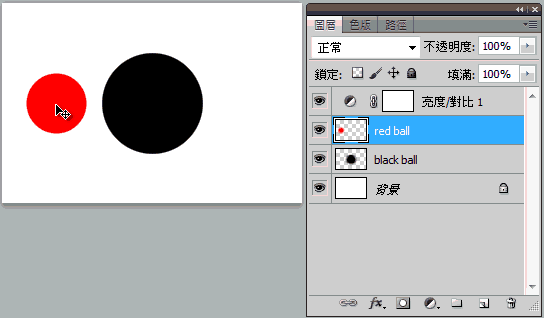 圖層 色版 路徑
正常 不透明度: 100%
鎖定: 填滿: 100%
亮度/對比 1
red ball
black ball
背景
fx.